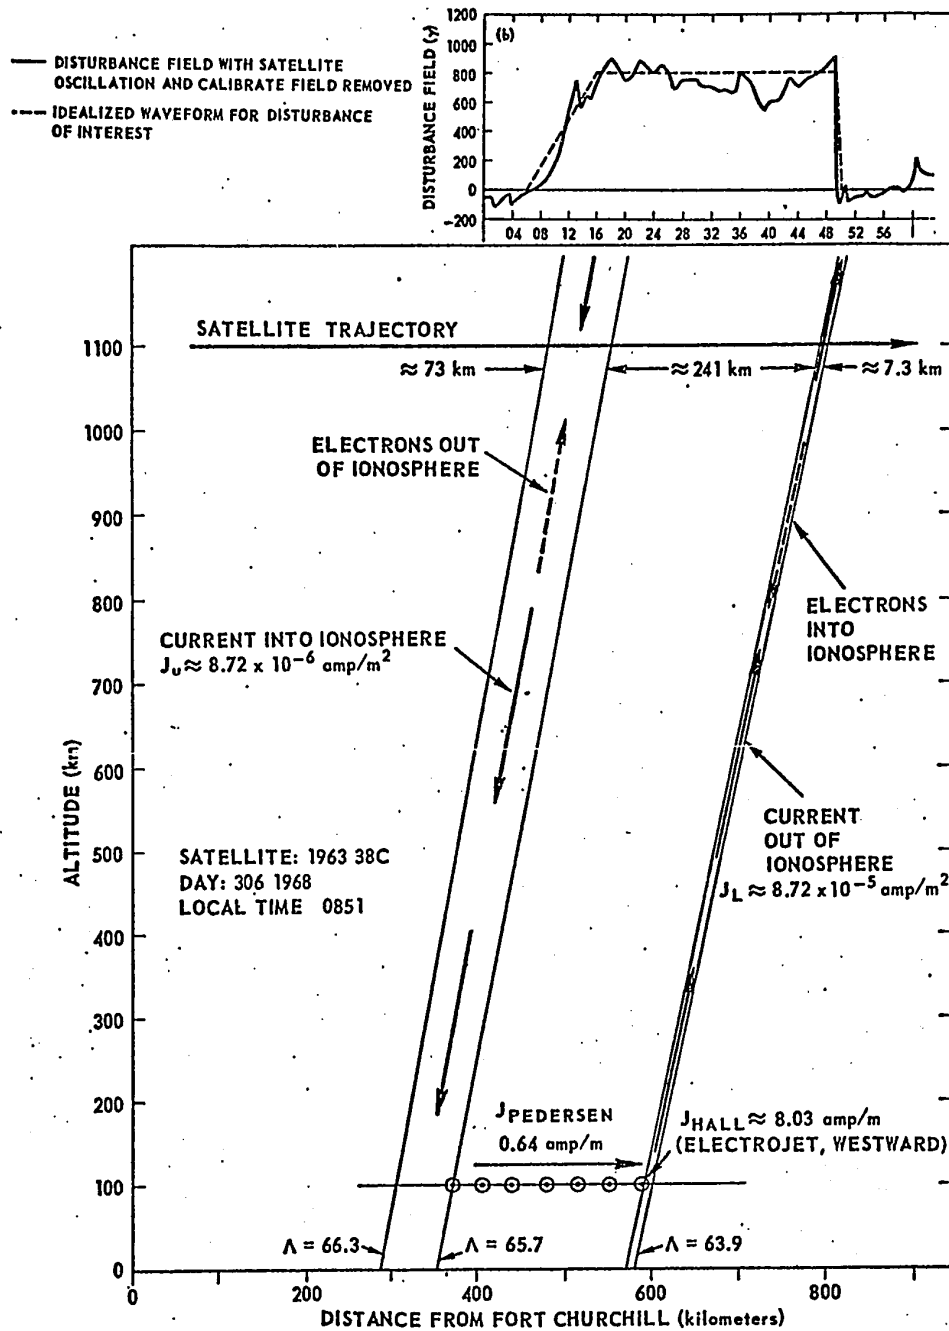 DISTURBANCE FIELD WITH SATELLITE
OSCILLATION AND CALIBRATE FIELD REMOVED
IDEALIZED WAVEFORM FOR DISTURBANCE
OF INTEREST
DISTURBANCE FIELD (γ)
(b)
1200
1000
800
600
400
200
0
-200
04 08 12 16 20 24 28 32 36 40 44 48 52 56
SATELLITE TRAJECTORY
≈ 73 km
≈ 241 km
≈ 7.3 km
ELECTRONS OUT
OF IONOSPHERE
ELECTRONS
INTO
IONOSPHERE
CURRENT INTO IONOSPHERE
Ju ≈ 8.72 x 10⁻⁶ amp/m²
CURRENT
OUT OF
IONOSPHERE
JL ≈ 8.72 x 10⁻⁵ amp/m²
SATELLITE: 1963 38C
DAY: 306 1968
LOCAL TIME 0851
JPEDERSEN
0.64 amp/m
JHALL ≈ 8.03 amp/m
(ELECTROJET, WESTWARD)
Λ = 66.3
Λ = 65.7
Λ = 63.9
ALTITUDE (km)
1100
1000
900
800
700
600
500
400
300
200
100
0
0 200 400 600 800
DISTANCE FROM FORT CHURCHILL (kilometers)